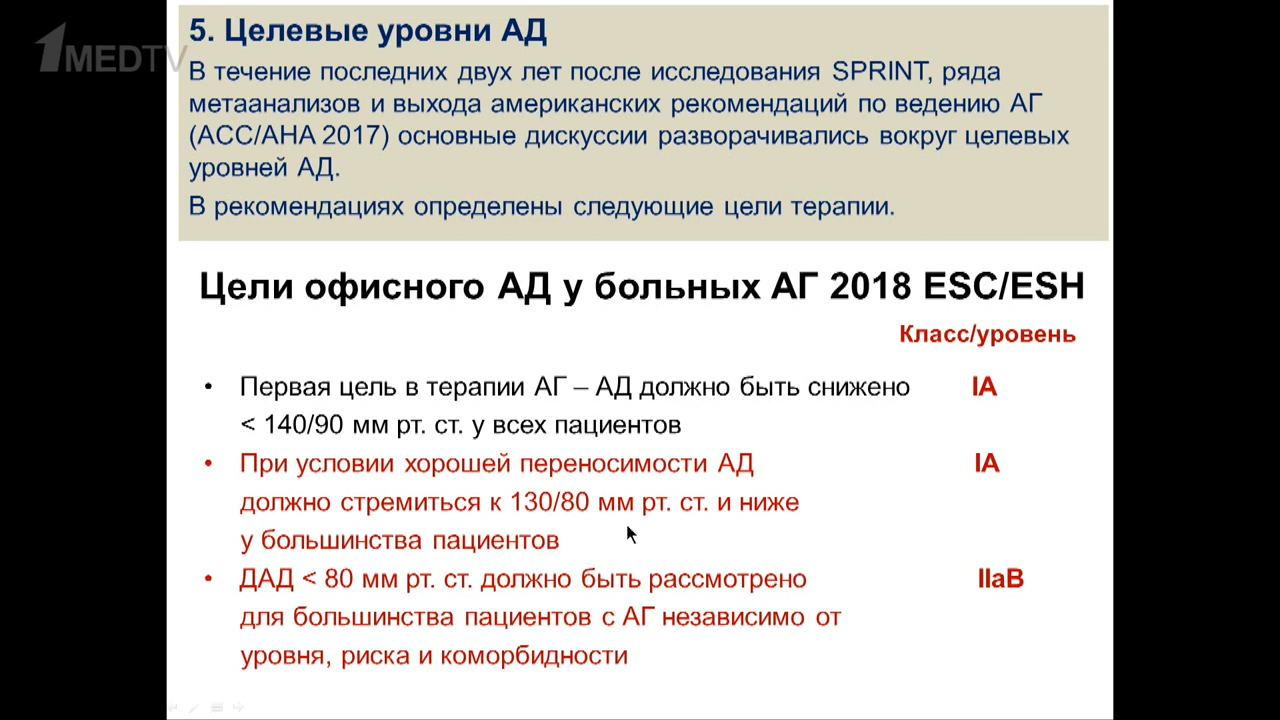 1MEDTV
5. Целевые уровни АД
В течение последних двух лет после исследования SPRINT, ряда
метаанализов и выхода американских рекомендаций по ведению АГ
(ACC/AHA 2017) основные дискуссии разворачивались вокруг целевых
уровней АД.
В рекомендациях определены следующие цели терапии.
Цели офисного АД у больных АГ 2018 ESC/ESH
Класс/уровень
• Первая цель в терапии АГ – АД должно быть снижено IA
< 140/90 мм рт. ст. у всех пациентов
• При условии хорошей переносимости АД IA
должно стремиться к 130/80 мм рт. ст. и ниже
у большинства пациентов
• ДАД < 80 мм рт. ст. должно быть рассмотрено IIaB
для большинства пациентов с АГ независимо от
уровня, риска и коморбидности